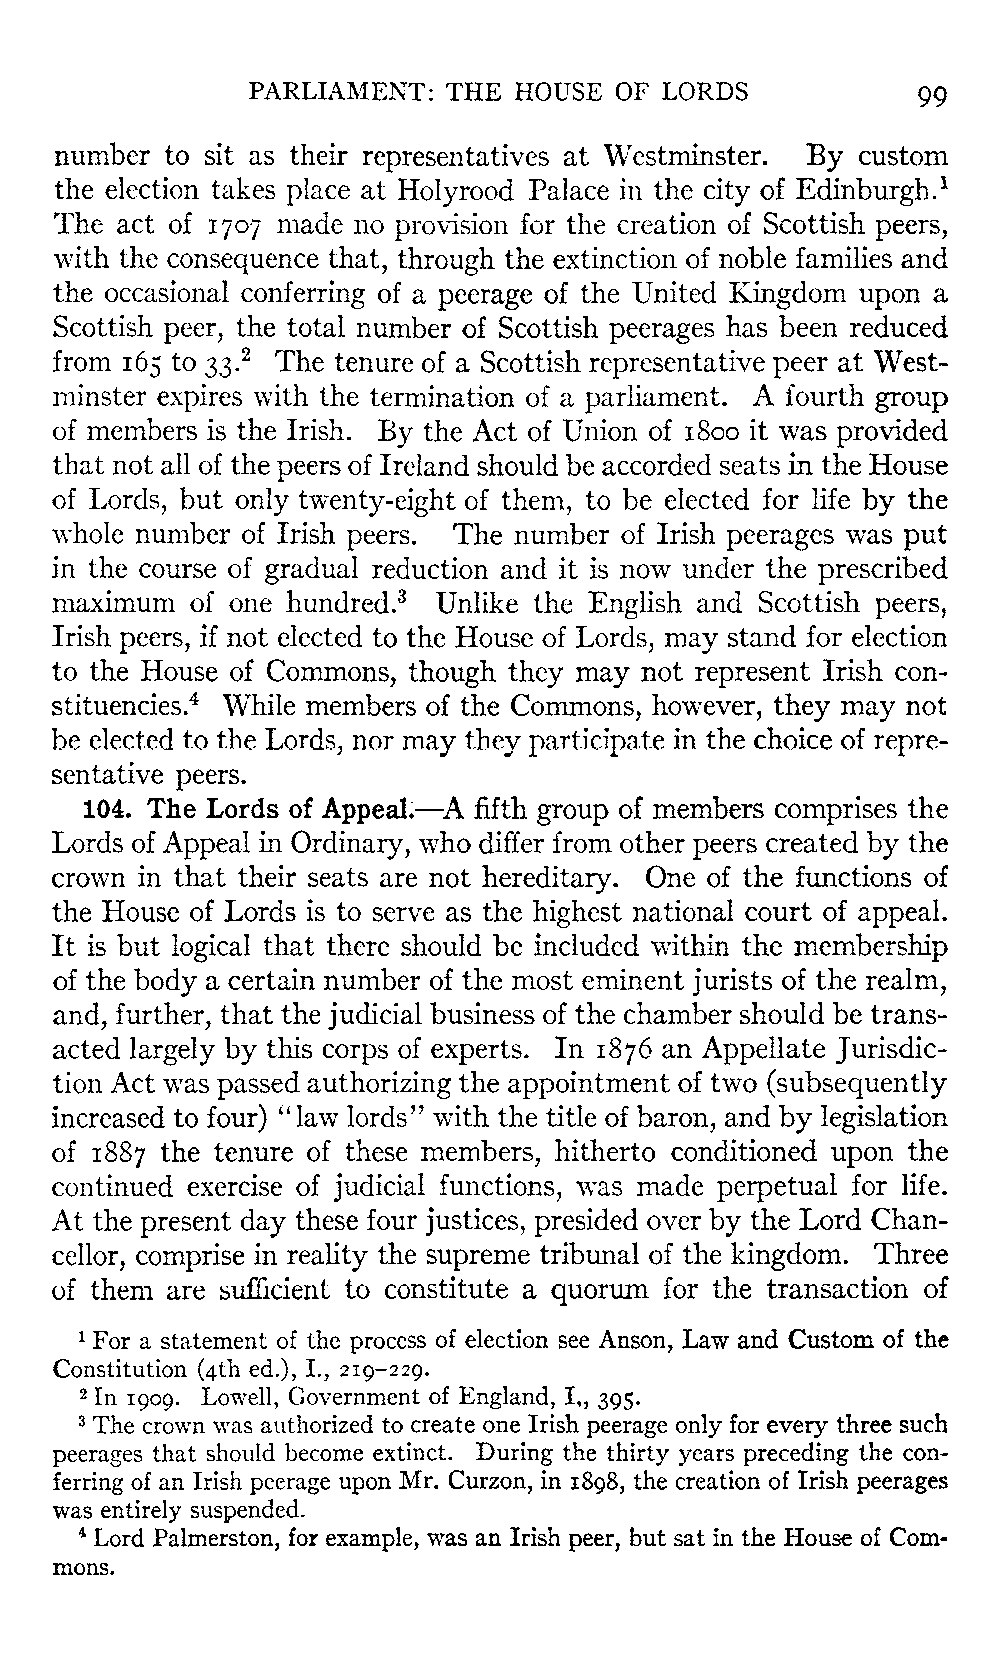 PARLIAMENT: THE HOUSE OF LORDS 99
number to sit as their representatives at Westminster. By custom
the election takes place at Holyrood Palace in the city of Edinburgh.¹
The act of 1707 made no provision for the creation of Scottish peers,
with the consequence that, through the extinction of noble families and
the occasional conferring of a peerage of the United Kingdom upon a
Scottish peer, the total number of Scottish peerages has been reduced
from 165 to 33.² The tenure of a Scottish representative peer at West-
minster expires with the termination of a parliament. A fourth group
of members is the Irish. By the Act of Union of 1800 it was provided
that not all of the peers of Ireland should be accorded seats in the House
of Lords, but only twenty-eight of them, to be elected for life by the
whole number of Irish peers. The number of Irish peerages was put
in the course of gradual reduction and it is now under the prescribed
maximum of one hundred.³ Unlike the English and Scottish peers,
Irish peers, if not elected to the House of Lords, may stand for election
to the House of Commons, though they may not represent Irish con-
stituencies.⁴ While members of the Commons, however, they may not
be elected to the Lords, nor may they participate in the choice of repre-
sentative peers.
104. The Lords of Appeal.—A fifth group of members comprises the
Lords of Appeal in Ordinary, who differ from other peers created by the
crown in that their seats are not hereditary. One of the functions of
the House of Lords is to serve as the highest national court of appeal.
It is but logical that there should be included within the membership
of the body a certain number of the most eminent jurists of the realm,
and, further, that the judicial business of the chamber should be trans-
acted largely by this corps of experts. In 1876 an Appellate Jurisdic-
tion Act was passed authorizing the appointment of two (subsequently
increased to four) "law lords" with the title of baron, and by legislation
of 1887 the tenure of these members, hitherto conditioned upon the
continued exercise of judicial functions, was made perpetual for life.
At the present day these four justices, presided over by the Lord Chan-
cellor, comprise in reality the supreme tribunal of the kingdom. Three
of them are sufficient to constitute a quorum for the transaction of
¹ For a statement of the process of election see Anson, Law and Custom of the
Constitution (4th ed.), I., 219–229.
² In 1909. Lowell, Government of England, I., 395.
³ The crown was authorized to create one Irish peerage only for every three such
peerages that should become extinct. During the thirty years preceding the con-
ferring of an Irish peerage upon Mr. Curzon, in 1898, the creation of Irish peerages
was entirely suspended.
⁴ Lord Palmerston, for example, was an Irish peer, but sat in the House of Com-
mons.